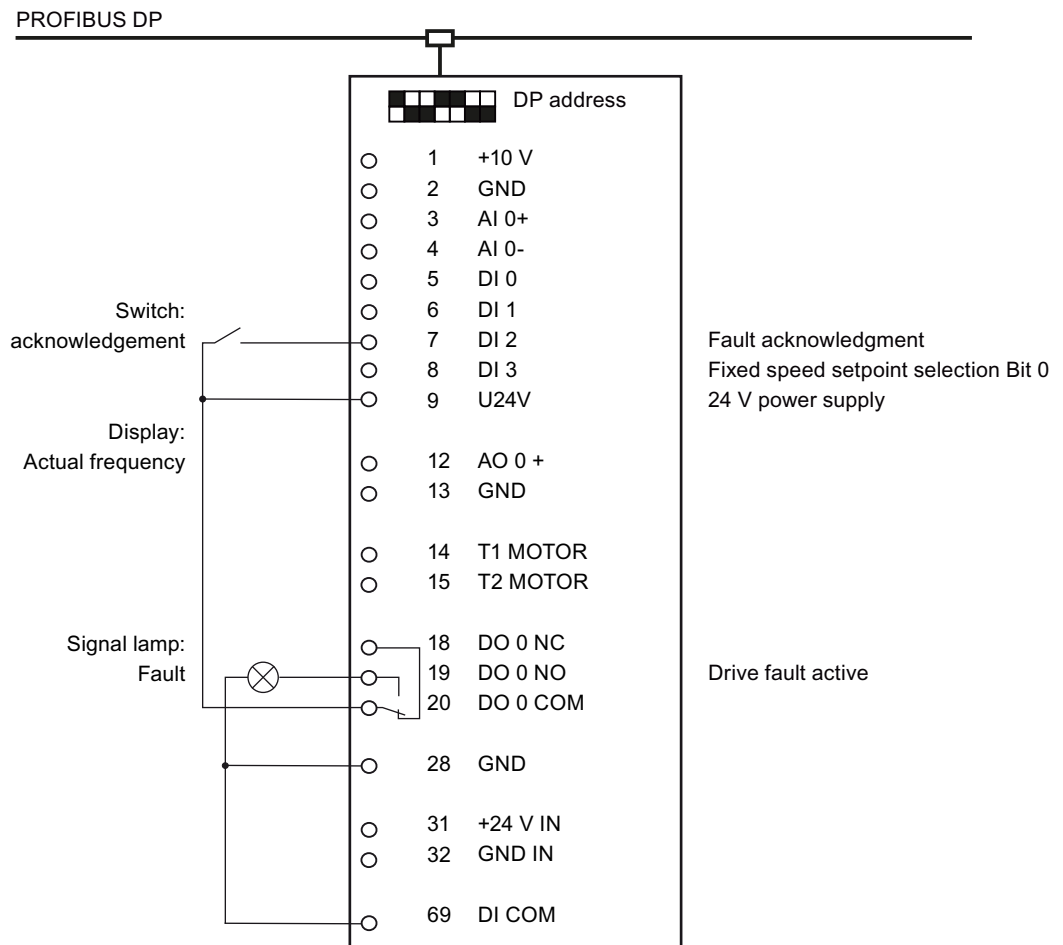 PROFIBUS DP
DP address
1 +10 V
2 GND
3 AI 0+
4 AI 0-
5 DI 0
Switch: 6 DI 1
acknowledgement 7 DI 2 Fault acknowledgment
8 DI 3 Fixed speed setpoint selection Bit 0
9 U24V 24 V power supply
Display:
Actual frequency 12 AO 0 +
13 GND
14 T1 MOTOR
15 T2 MOTOR
Signal lamp: 18 DO 0 NC
Fault 19 DO 0 NO Drive fault active
20 DO 0 COM
28 GND
31 +24 V IN
32 GND IN
69 DI COM